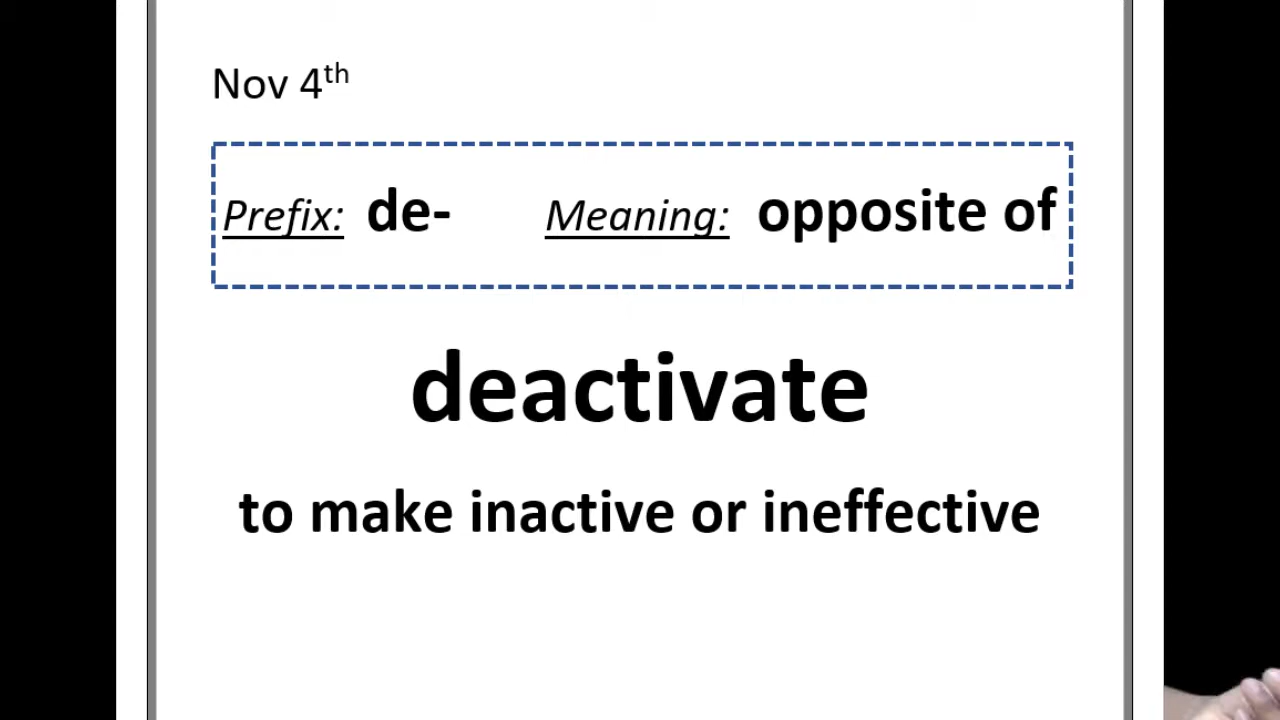 Nov 4th
Prefix: de- Meaning: opposite of
deactivate
to make inactive or ineffective